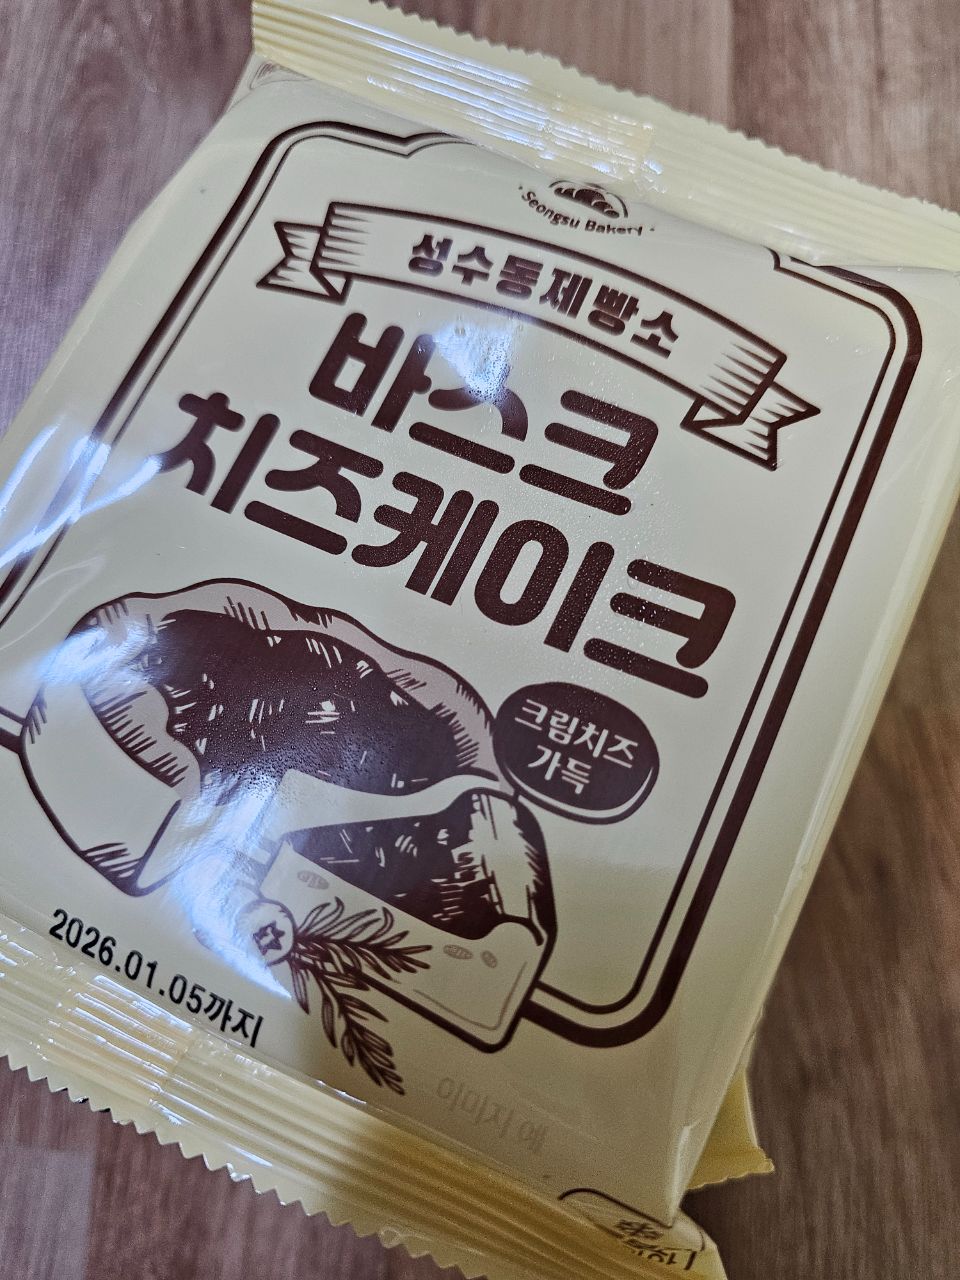 Seongsu Bakery
성수동제빵소
바스크
치즈케이크
크림치즈
가득
2026.01.05까지
이미지 예